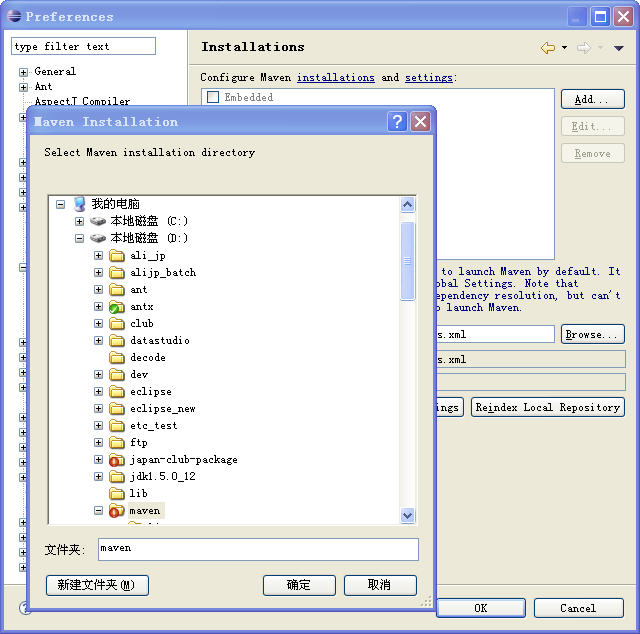 Preferences
type filter text
Installations
General
Ant
AspectJ Compiler
Configure Maven installations and settings:
Embedded
Add...
Edit...
Remove
to launch Maven by default. It
obal Settings. Note that
ependency resolution, but can't
o launch Maven.
s.xml
Browse...
s.xml
ngs
Reindex Local Repository
OK
Cancel
Maven Installation
Select Maven installation directory
我的电脑
本地磁盘 (C:)
本地磁盘 (D:)
ali_jp
alijp_batch
ant
antx
club
datastudio
decode
dev
eclipse
eclipse_new
etc_test
ftp
japan-club-package
jdk1.5.0_12
lib
maven
文件夹:
maven
新建文件夹(M)
确定
取消